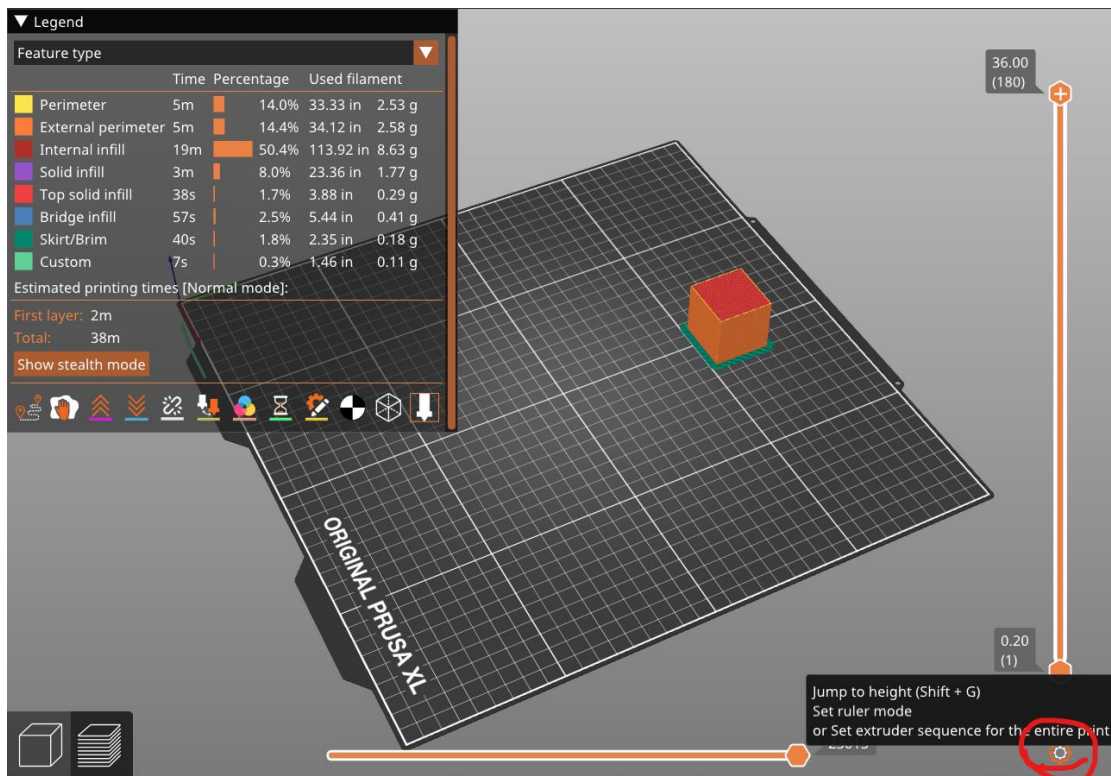 Legend
Feature type
Time Percentage Used filament
Perimeter 5m 14.0% 33.33 in 2.53 g
External perimeter 5m 14.4% 34.12 in 2.58 g
Internal infill 19m 50.4% 113.92 in 8.63 g
Solid infill 3m 8.0% 23.36 in 1.77 g
Top solid infill 38s 1.7% 3.88 in 0.29 g
Bridge infill 57s 2.5% 5.44 in 0.41 g
Skirt/Brim 40s 1.8% 2.35 in 0.18 g
Custom 7s 0.3% 1.46 in 0.11 g
Estimated printing times [Normal mode]:
First layer: 2m
Total: 38m
Show stealth mode
36.00
(180)
ORIGINAL PRUSA XL
0.20
(1)
Jump to height (Shift + G)
Set ruler mode
or Set extruder sequence for the entire print